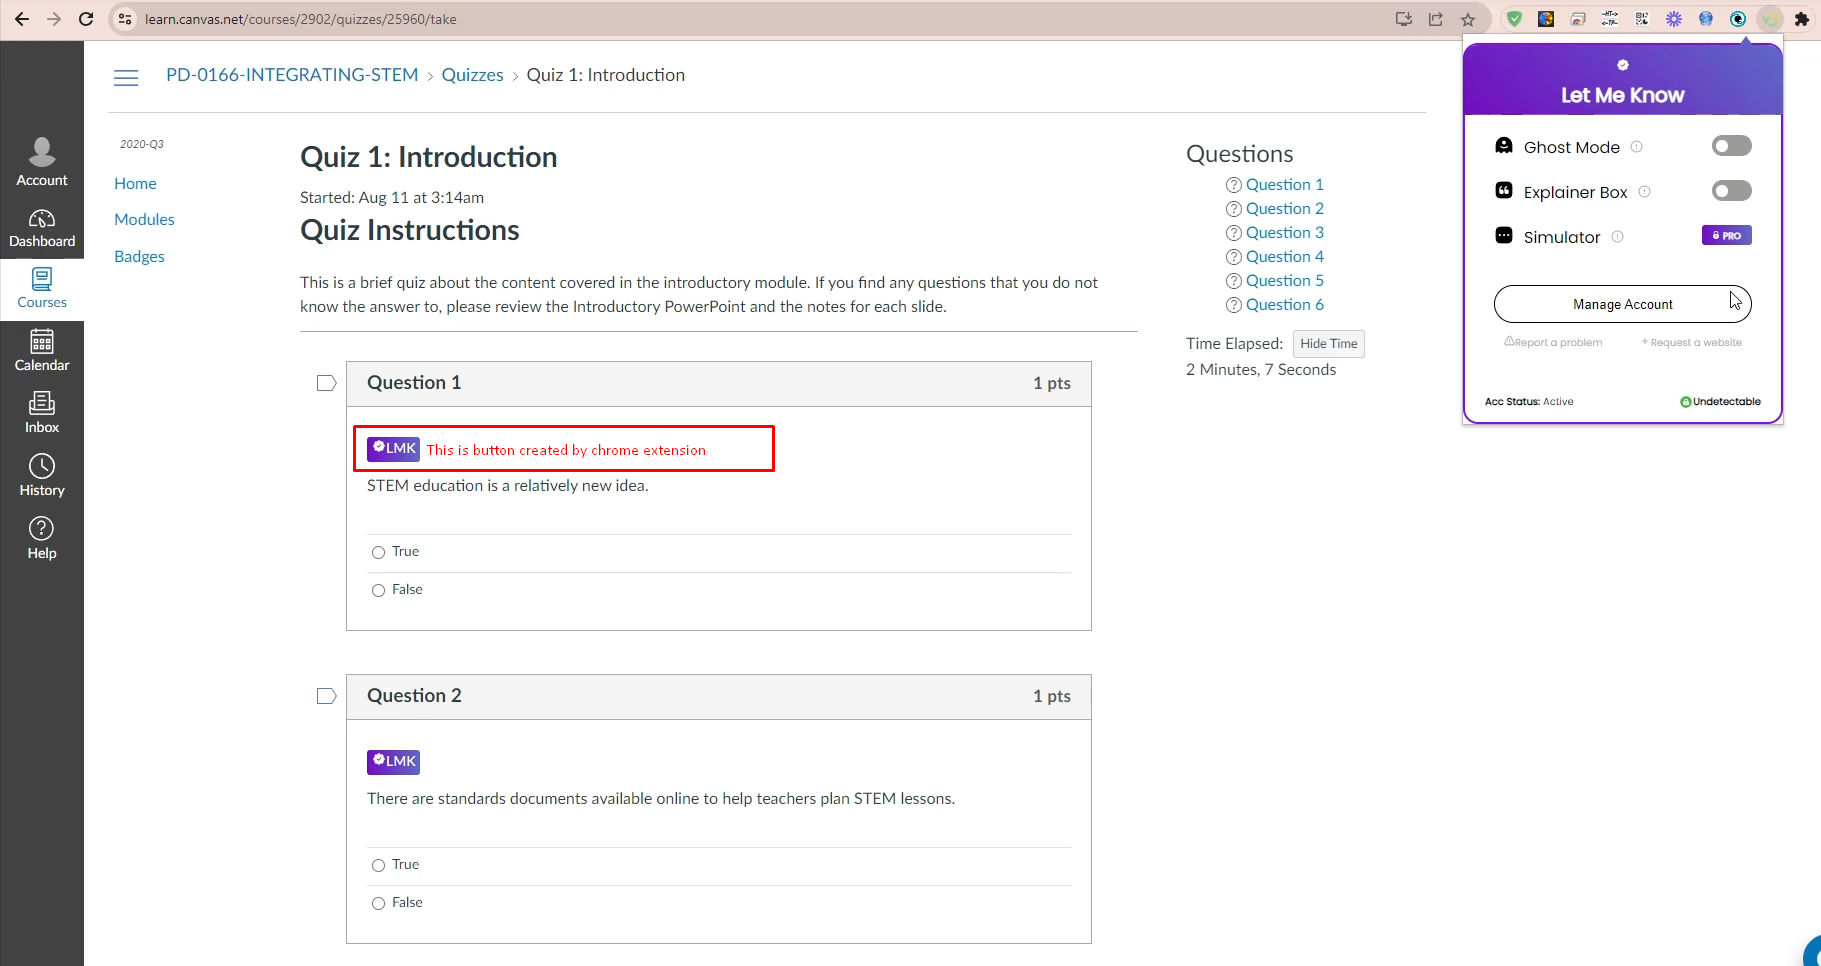 learn.canvas.net/courses/2902/quizzes/25960/take
PD-0166-INTEGRATING-STEM > Quizzes > Quiz 1: Introduction
Account
Dashboard
Courses
Calendar
Inbox
History
Help
2020-Q3
Home
Modules
Badges
Quiz 1: Introduction
Started: Aug 11 at 3:14am
Quiz Instructions
This is a brief quiz about the content covered in the introductory module. If you find any questions that you do not
know the answer to, please review the Introductory PowerPoint and the notes for each slide.
Question 1 1 pts
LMK This is button created by chrome extension
STEM education is a relatively new idea.
True
False
Question 2 1 pts
LMK
There are standards documents available online to help teachers plan STEM lessons.
True
False
Questions
Question 1
Question 2
Question 3
Question 4
Question 5
Question 6
Time Elapsed: Hide Time
2 Minutes, 7 Seconds
Let Me Know
Ghost Mode
Explainer Box
Simulator PRO
Manage Account
Report a problem + Request a website
Acc Status: Active Undetectable